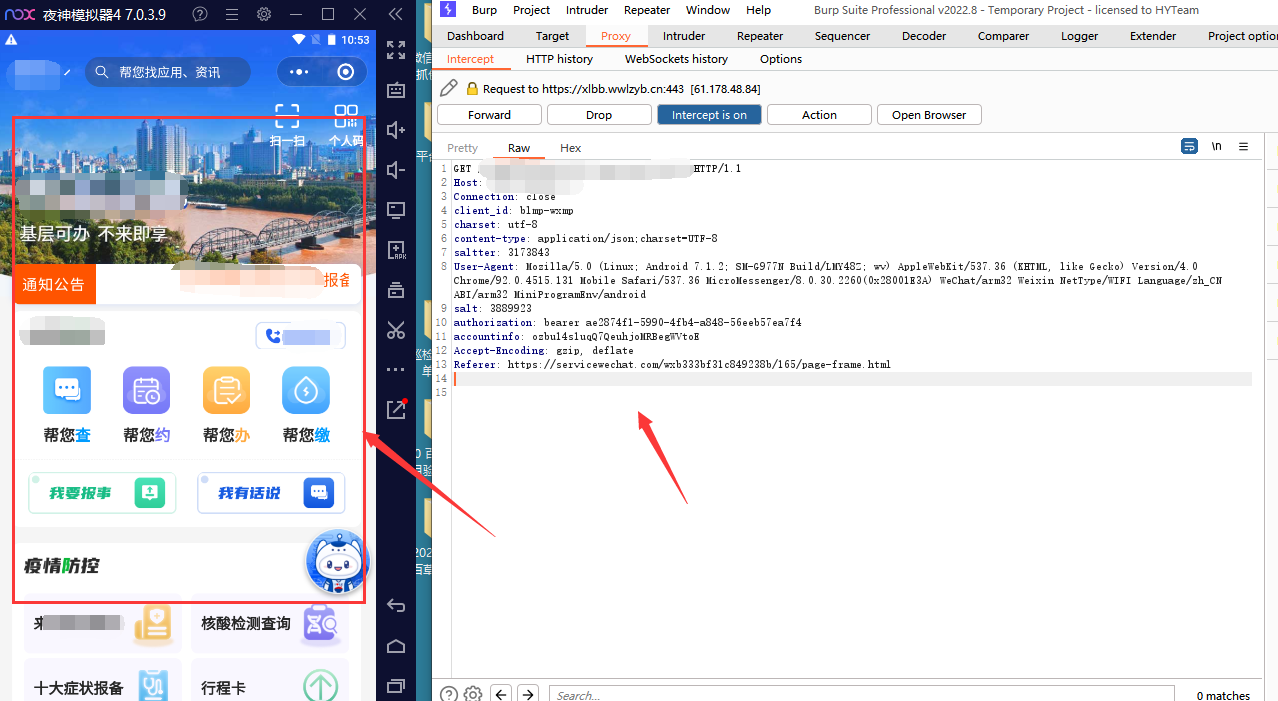 nox 夜神模拟器4 7.0.3.9
10:53
帮您找应用、资讯
扫一扫 个人码
基层可办 不来即享
通知公告 报备
帮您查 帮您约 帮您办 帮您缴
我要报事 我有话说
疫情防控
来
核酸检测查询
十大症状报备 行程卡
Burp Project Intruder Repeater Window Help Burp Suite Professional v2022.8 - Temporary Project - licensed to HYTeam
Dashboard Target Proxy Intruder Repeater Sequencer Decoder Comparer Logger Extender Project option
Intercept HTTP history WebSockets history Options
Request to https://xlbb.wwlzyb.cn:443 [61.178.48.84]
Forward Drop Intercept is on Action Open Browser
Pretty Raw Hex \n
1 GET HTTP/1.1
2 Host:
3 Connection: close
4 client_id: blmp-wxmp
5 charset: utf-8
6 content-type: application/json;charset=UTF-8
7 saltter: 3173843
8 User-Agent: Mozilla/5.0 (Linux; Android 7.1.2; SM-G977N Build/LMY48Z; wv) AppleWebKit/537.36 (KHTML, like Gecko) Version/4.0
Chrome/92.0.4515.131 Mobile Safari/537.36 MicroMessenger/8.0.30.2260(0x28001E3A) WeChat/arm32 Weixin NetType/WIFI Language/zh_CN
ABI/arm32 MiniProgramEnv/android
9 salt: 3889923
10 authorization: bearer ae2874f1-5990-4fb4-a848-56eeb57ea7f4
11 accountinfo: ozbul4sluqQ7QeuhjoMRBegWVtoE
12 Accept-Encoding: gzip, deflate
13 Referer: https://servicewechat.com/wxb333bf31c849238b/165/page-frame.html
14
15
Search...
0 matches